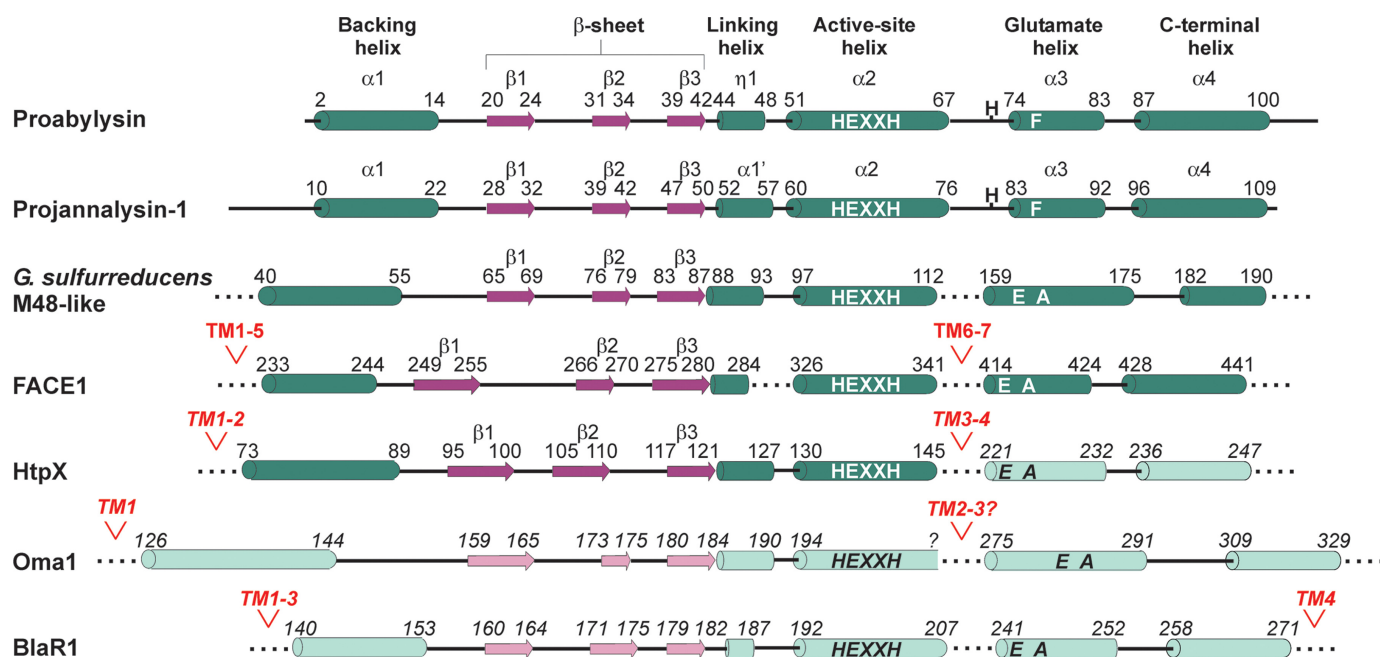 Backing helix β-sheet Linking helix Active-site helix Glutamate helix C-terminal helix
α1 β1 β2 β3 η1 α2 α3 α4
2 14 20 24 31 34 39 42 44 48 51 67 74 83 87 100
Proabylysin HEXXH H F
α1 β1 β2 β3 α1’ α2 α3 α4
10 22 28 32 39 42 47 50 52 57 60 76 83 92 96 109
Projannalysin-1 HEXXH H F
β1 β2 β3
40 55 65 69 76 79 83 87 88 93 97 112 159 175 182 190
G. sulfurreducens
M48-like HEXXH E A
TM1-5 β1 β2 β3 TM6-7
233 244 249 255 266 270 275 280 284 326 341 414 424 428 441
FACE1 HEXXH E A
TM1-2 β1 β2 β3 TM3-4
73 89 95 100 105 110 117 121 127 130 145 221 232 236 247
HtpX HEXXH E A
TM1 TM2-3?
126 144 159 165 173 175 180 184 190 194 ? 275 291 309 329
Oma1 HEXXH E A
TM1-3 TM4
140 153 160 164 171 175 179 182 187 192 207 241 252 258 271
BlaR1 HEXXH E A